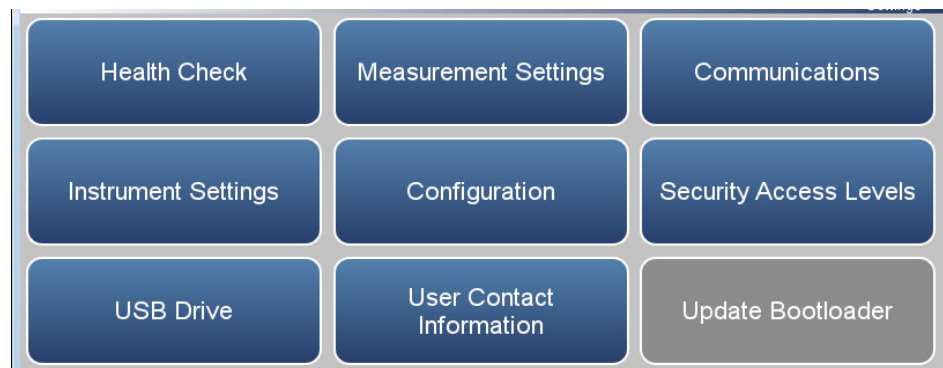 Health Check
Measurement Settings
Communications
Instrument Settings
Configuration
Security Access Levels
USB Drive
User Contact
Information
Update Bootloader